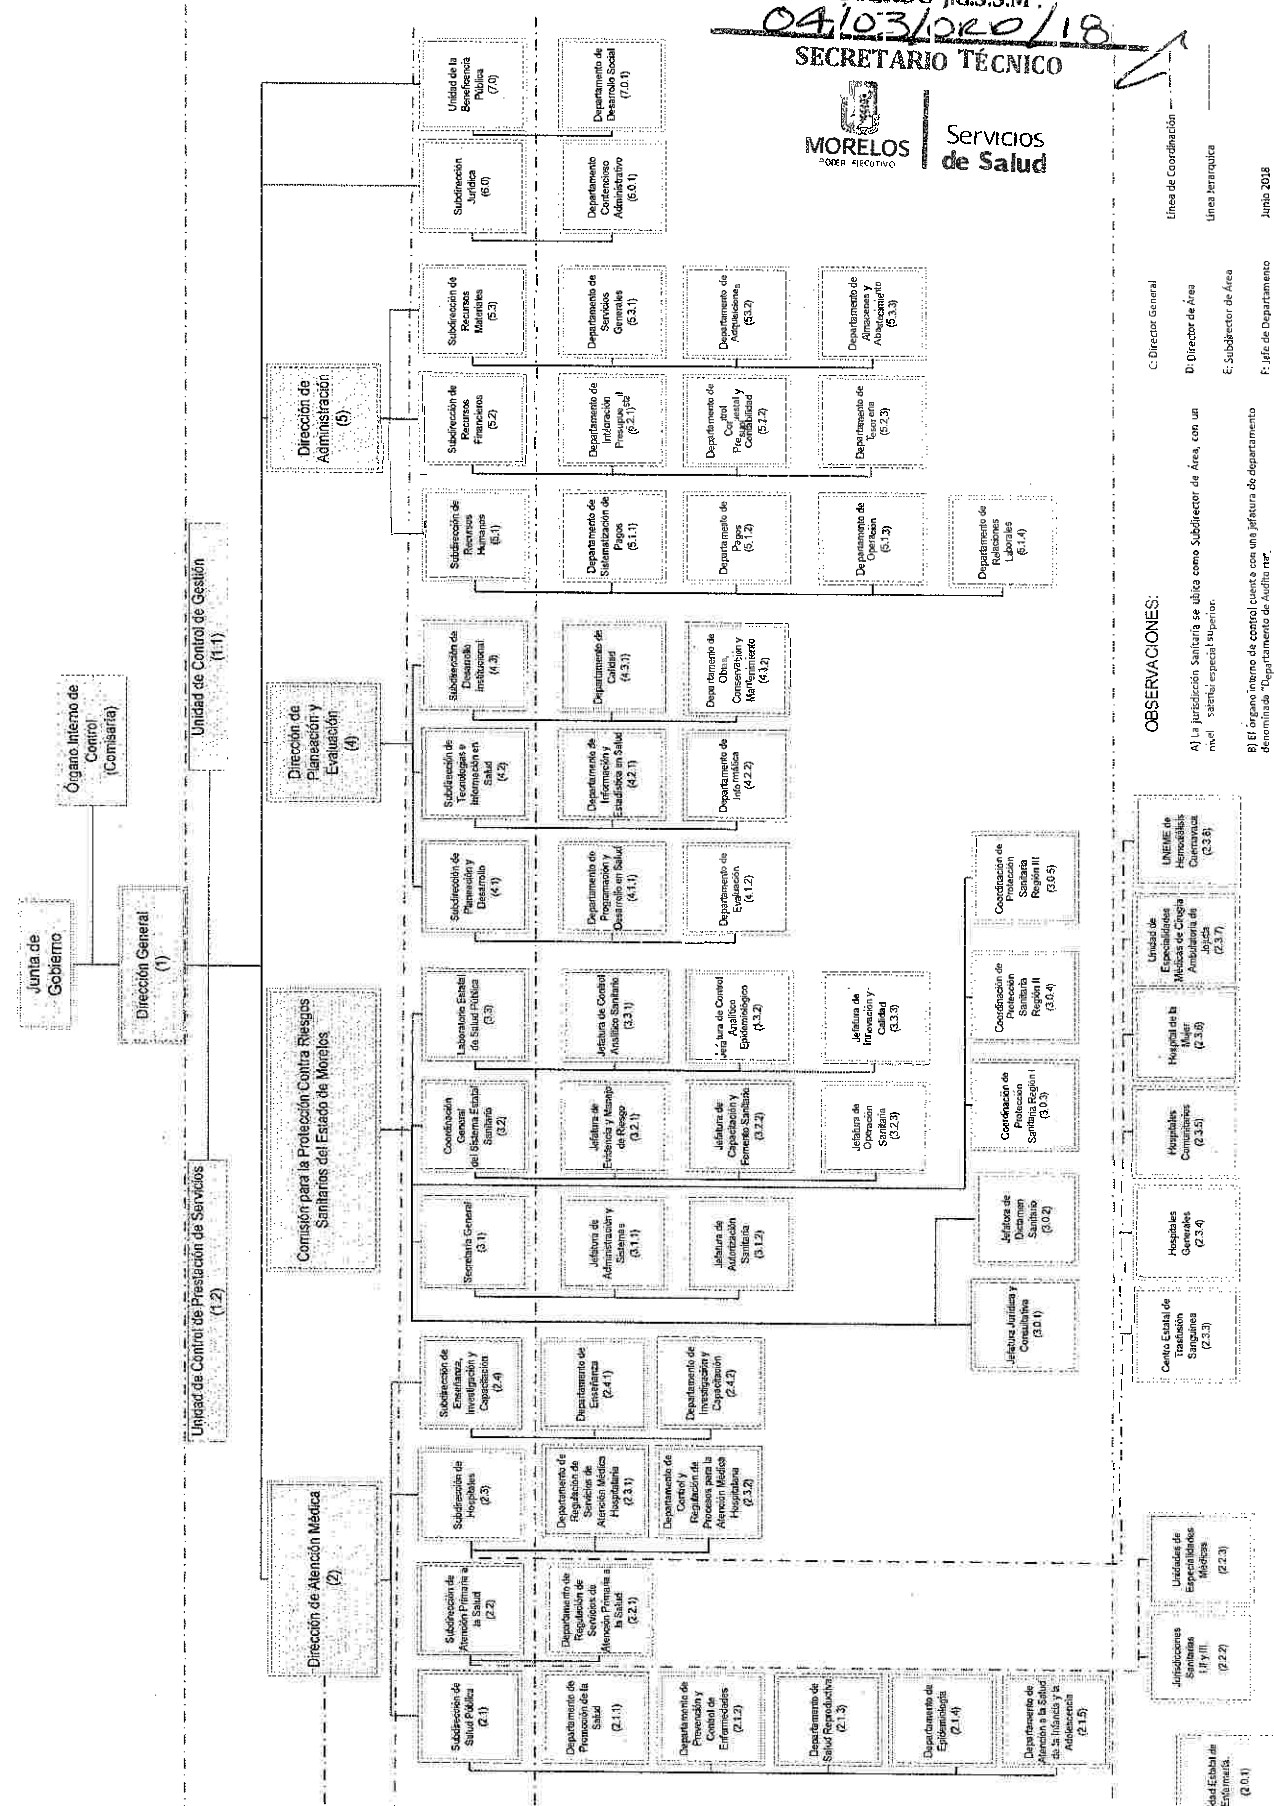 04/03/ORD/18
SECRETARIO TÉCNICO
MORELOS
PODER EJECUTIVO
Servicios
de Salud
Junta de
Gobierno
Órgano Interno de
Control
(Comisaría)
Dirección General
(1)
Unidad de Control de Prestación de Servicios
(1.2)
Unidad de Control de Gestión
(1.1)
Dirección de Atención Médica
(2)
Comisión para la Protección Contra Riesgos
Sanitarios del Estado de Morelos
Dirección de
Planeación y
Evaluación
(4)
Dirección de
Administración
(5)
Subdirección de
Salud Pública
(2.1)
Subdirección de
Atención Primaria a
la Salud
(2.2)
Subdirección de
Hospitales
(2.3)
Subdirección de
Enseñanza,
Investigación y
Capacitación
(2.4)
Secretaría General
(3.1)
Coordinación
General
del Sistema Estatal
Sanitario
(3.2)
Laboratorio Estatal
de Salud Pública
(3.3)
Subdirección de
Planeación y
Desarrollo
(4.1)
Subdirección de
Tecnologías e
Información en
Salud
(4.2)
Subdirección de
Desarrollo
Institucional
(4.3)
Subdirección de
Recursos
Humanos
(5.1)
Subdirección de
Recursos
Financieros
(5.2)
Subdirección de
Recursos
Materiales
(5.3)
Subdirección
Jurídica
(6.0)
Unidad de la
Beneficencia
Pública
(7.0)
Departamento de
Promoción de la
Salud
(2.1.1)
Departamento de
Regulación de
Servicios de
Atención Primaria a
la Salud
(2.2.1)
Departamento de
Regulación de
Servicios de
Atención Médica
Hospitalaria
(2.3.1)
Departamento de
Enseñanza
(2.4.1)
Jefatura de
Administración y
Sistemas
(3.1.1)
Jefatura de
Evidencia y Manejo
de Riesgo
(3.2.1)
Jefatura de Control
Analítico Sanitario
(3.3.1)
Departamento de
Programación y
Desarrollo en Salud
(4.1.1)
Departamento de
Información y
Estadística en Salud
(4.2.1)
Departamento de
Calidad
(4.3.1)
Departamento de
Sistematización de
Pagos
(5.1.1)
Departamento de
Integración
(5.2.1)
Departamento de
Servicios
Generales
(5.3.1)
Departamento
Contencioso
Administrativo
(6.0.1)
Departamento de
Desarrollo Social
(7.0.1)
Departamento de
Prevención y
Control de
Enfermedades
(2.1.2)
Departamento de
Control y
Regulación de
Procesos para la
Atención Médica
Hospitalaria
(2.3.2)
Departamento de
Investigación y
Capacitación
(2.4.2)
Jefatura de
Autorización
Sanitaria
(3.1.2)
Jefatura de
Capacitación y
Fomento Sanitario
(3.2.2)
Jefatura de Control
Analítico
Epidemiológico
(3.3.2)
Departamento de
Evaluación
(4.1.2)
Departamento de
Informática
(4.2.2)
Departamento de
Obras,
Conservación y
Mantenimiento
(4.3.2)
Departamento de
Pagos
(5.1.2)
Departamento de
Contabilidad
(5.2.2)
Departamento de
Adquisiciones
(53.2)
Departamento de
Salud Reproductiva
(2.1.3)
Jefatura de
Operación
Sanitaria
(3.2.3)
Jefatura de
Innovación y
Calidad
(3.3.3)
Departamento de
Operación
(5.1.3)
Departamento de
Tesorería
(5.2.3)
Departamento de
Almacenes y
Abastecimiento
(5.3.3)
Departamento de
Epidemiología
(2.1.4)
Departamento de
Relaciones
Laborales
(5.1.4)
Departamento de
Atención a la Salud
de la Infancia y la
Adolescencia
(2.1.5)
Jefatura Jurídica y
Consultiva
(3.0.1)
Jefatura de
Dictamen
Sanitario
(3.0.2)
Coordinación de
Protección
Sanitaria Región I
(3.0.3)
Coordinación de
Protección
Sanitaria
Región II
(3.0.4)
Coordinación de
Protección
Sanitaria
Región III
(3.0.5)
Jurisdicciones
Sanitarias
I,II y III.
(2.2.2)
Unidades de
Especialidades
Médicas
(2.2.3)
Centro Estatal de
Trasfusión
Sanguínea
(2.3.3)
Hospitales
Generales
(2.3.4)
Hospitales
Comunitarios
(2.3.5)
Hospital de la
Mujer
(2.3.6)
Unidad de
Especialidades
Médicas de Cirugía
Ambulatoria de
Jojutla
(2.3.7)
UNEME de
Hemodiálisis
Cuernavaca
(2.3.8)
Estatal de
Enfermería.
(2.0.1)
OBSERVACIONES:
A) La jurisdicción Sanitaria se ubica como Subdirector de Área, con un
nivel salarial especial superior.
B) El órgano interno de control cuenta con una jefatura de departamento
denominada "Departamento de Auditoría".
C: Director General
D: Director de Área
E: Subdirector de Área
F: Jefe de Departamento
Línea de Coordinación
Línea Jerarquica
Junio 2018